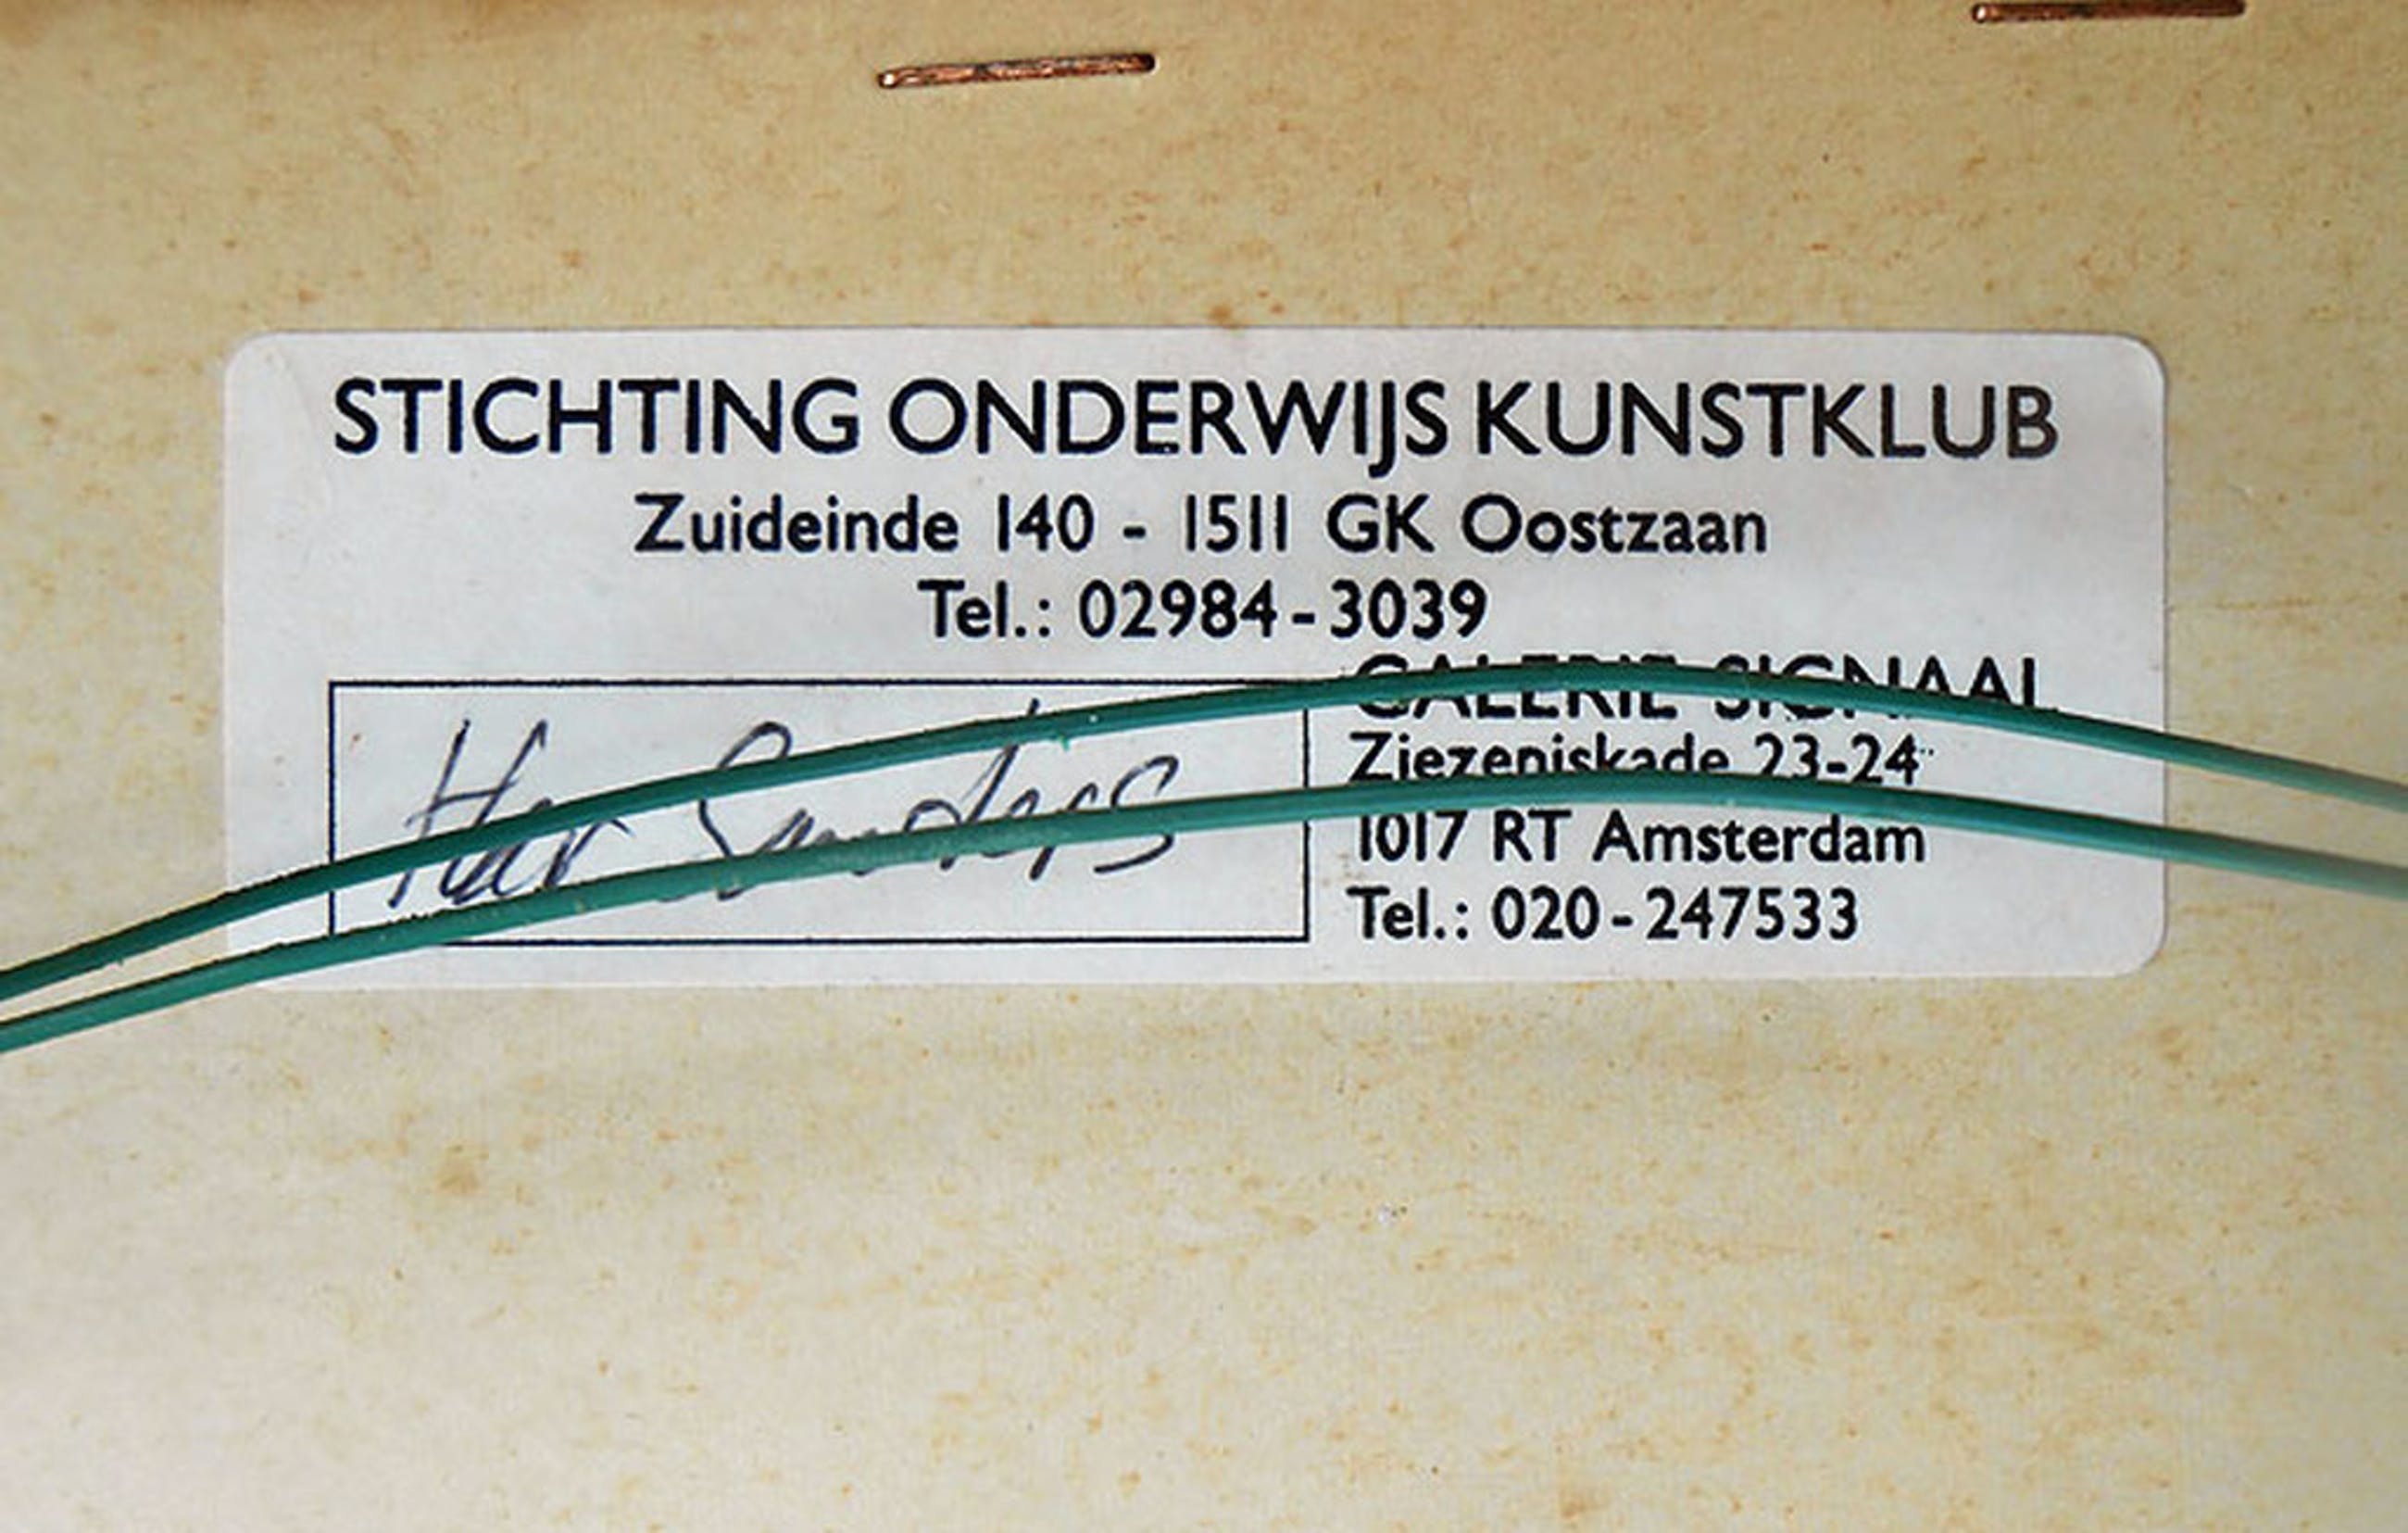 STICHTING ONDERWIJS KUNSTKLUB
Zuideinde 140 - 1511 GK Oostzaan
Tel.: 02984-3039
GALERIE SIGNAAL
Ziezeniskade 23-24
1017 RT Amsterdam
Tel.: 020-247533
Sanders